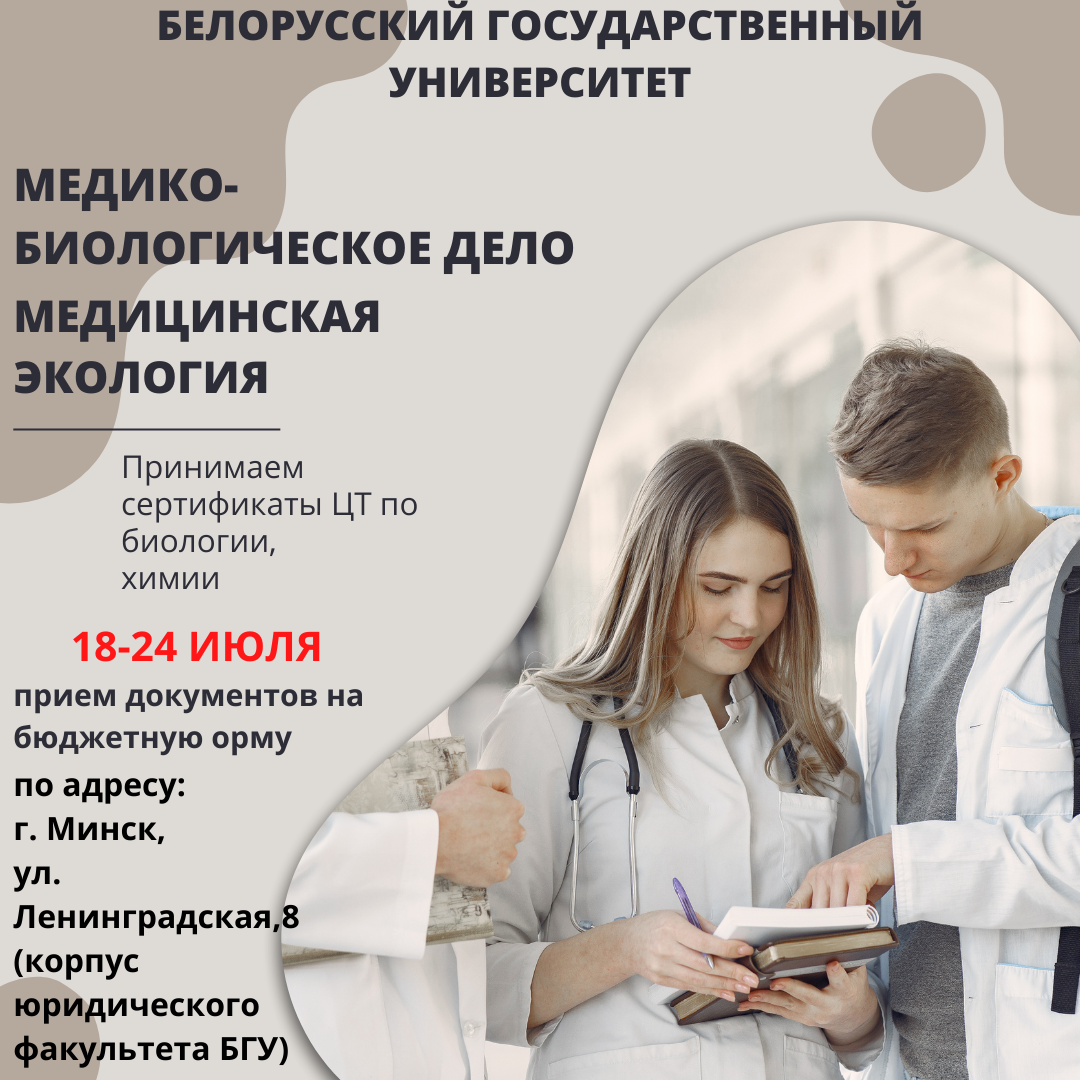 БЕЛОРУССКИЙ ГОСУДАРСТВЕННЫЙ
УНИВЕРСИТЕТ
МЕДИКО-
БИОЛОГИЧЕСКОЕ ДЕЛО
МЕДИЦИНСКАЯ
ЭКОЛОГИЯ
Принимаем
сертификаты ЦТ по
биологии,
химии
18-24 ИЮЛЯ
прием документов на
бюджетную орму
по адресу:
г. Минск,
ул.
Ленинградская,8
(корпус
юридического
факультета БГУ)